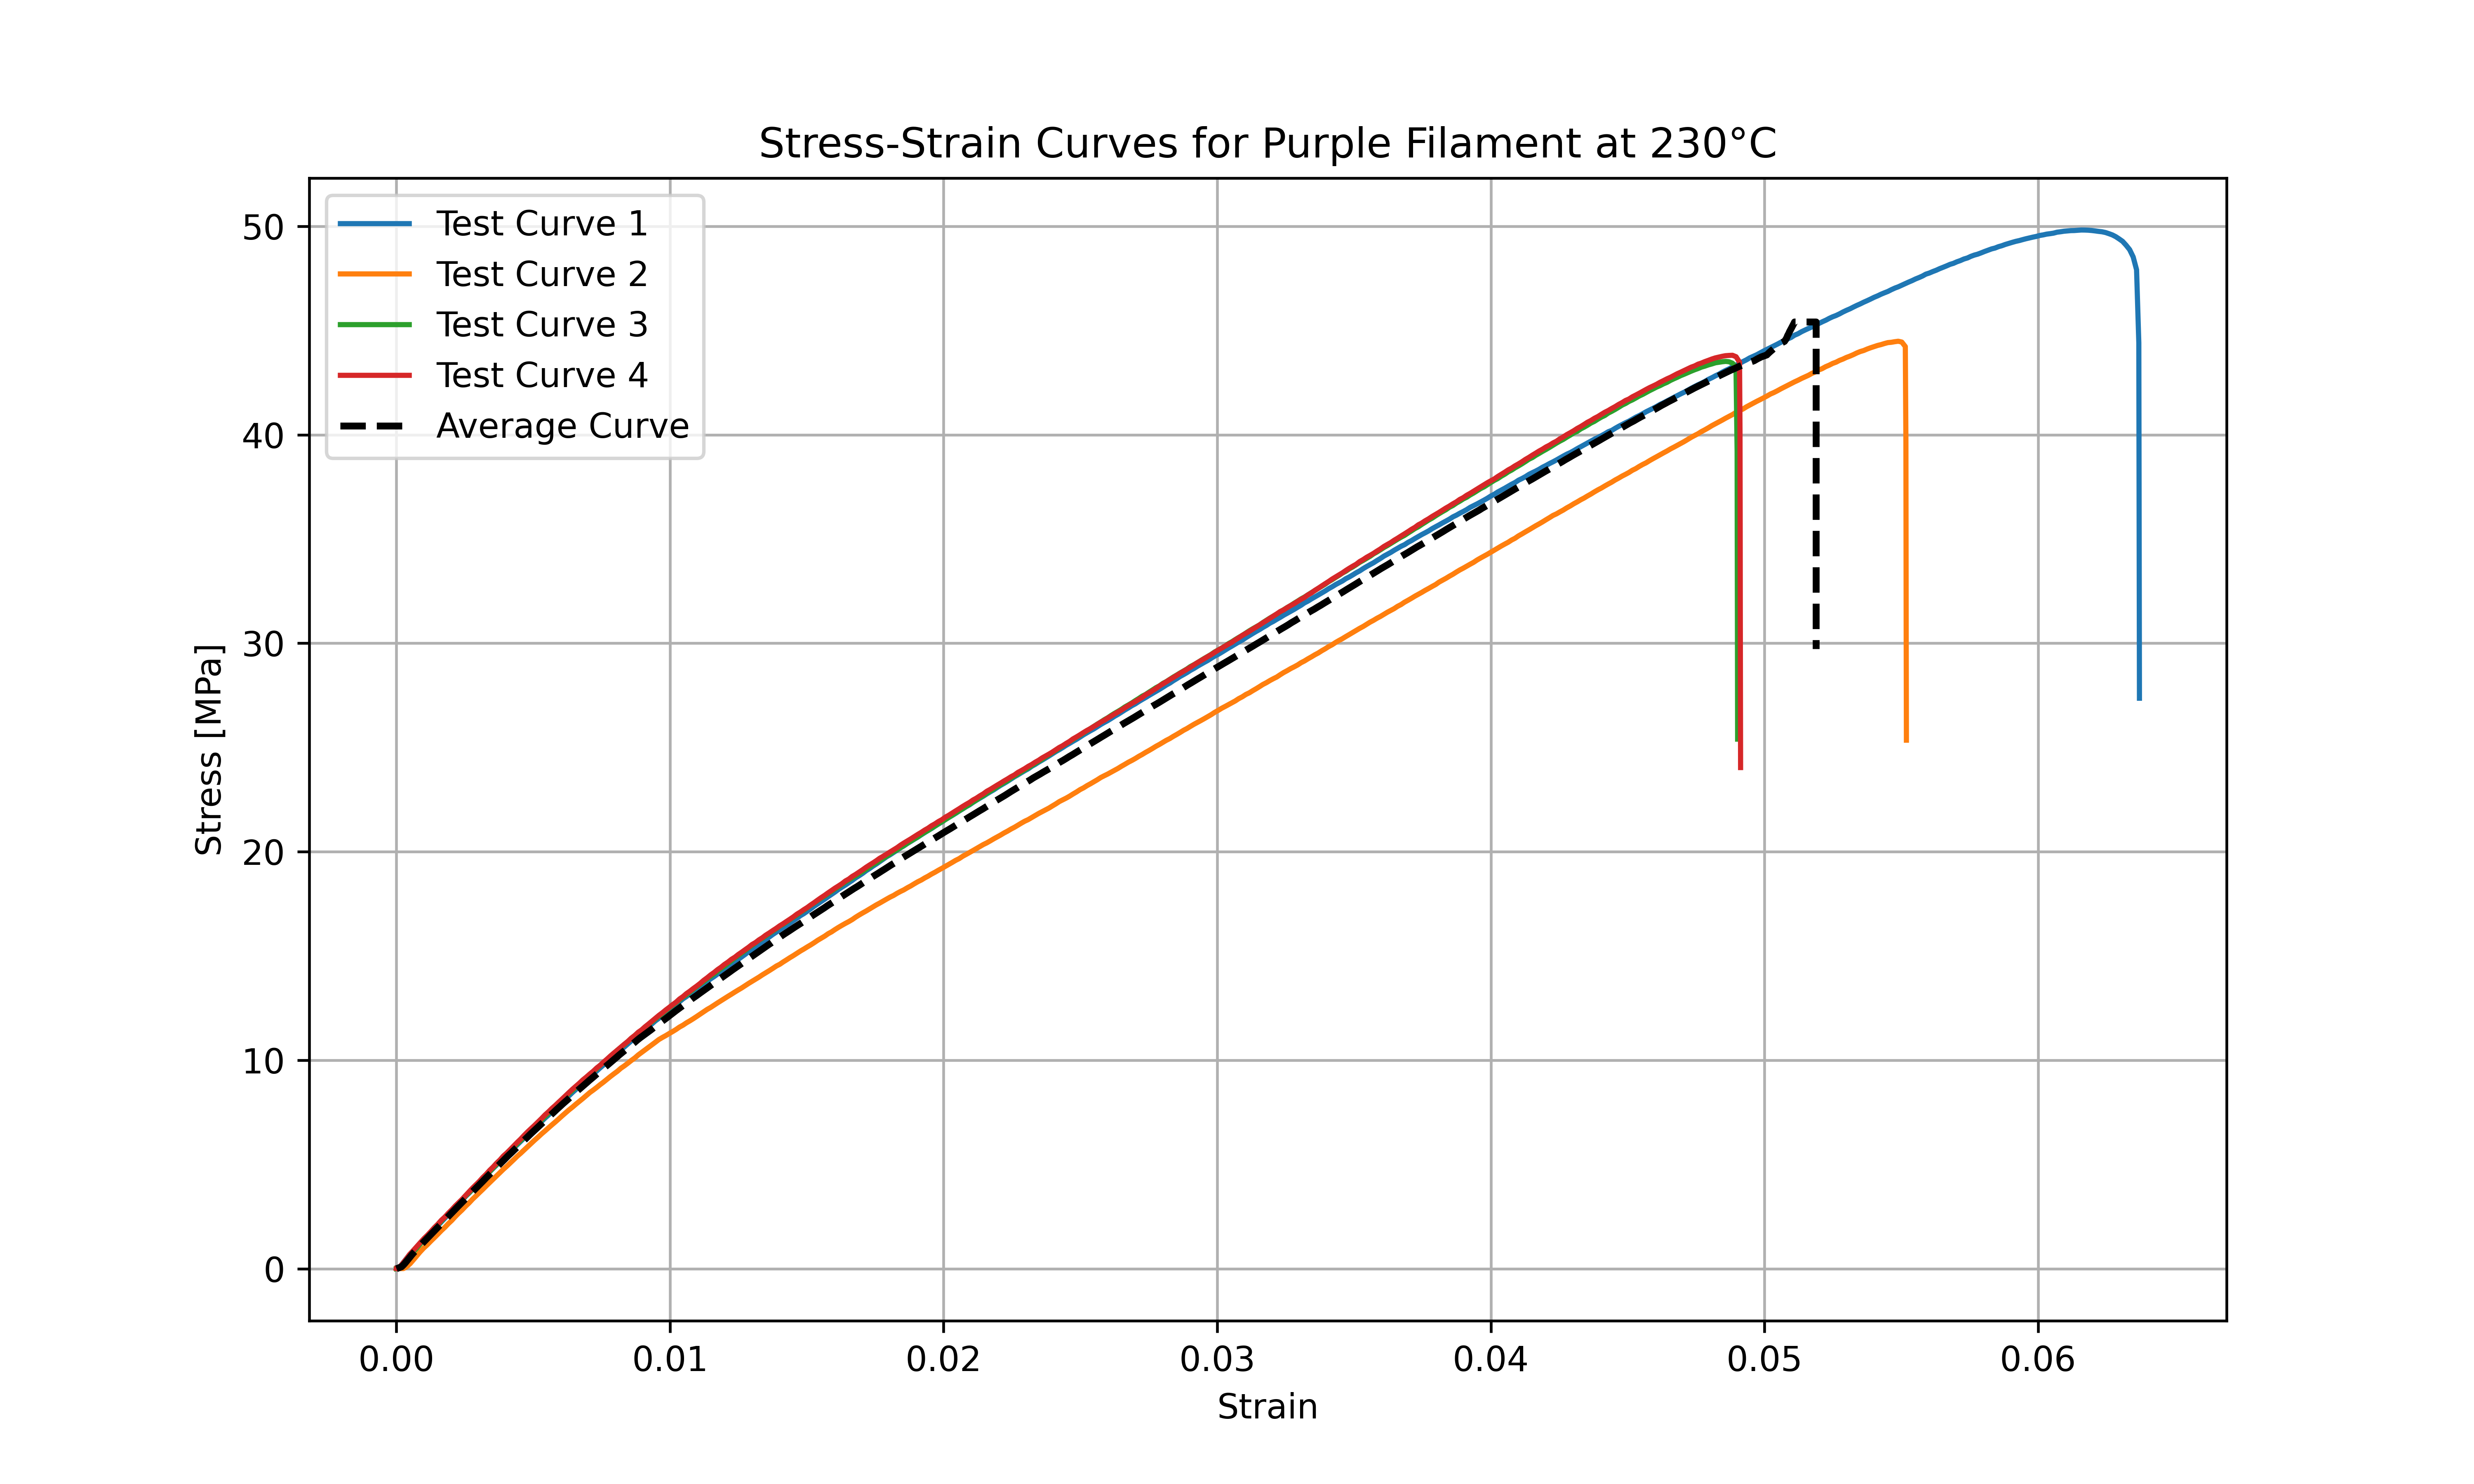 Stress-Strain Curves for Purple Filament at 230°C
Test Curve 1
Test Curve 2
Test Curve 3
Test Curve 4
Average Curve
50
40
30
20
10
0
Stress [MPa]
0.00 0.01 0.02 0.03 0.04 0.05 0.06
Strain